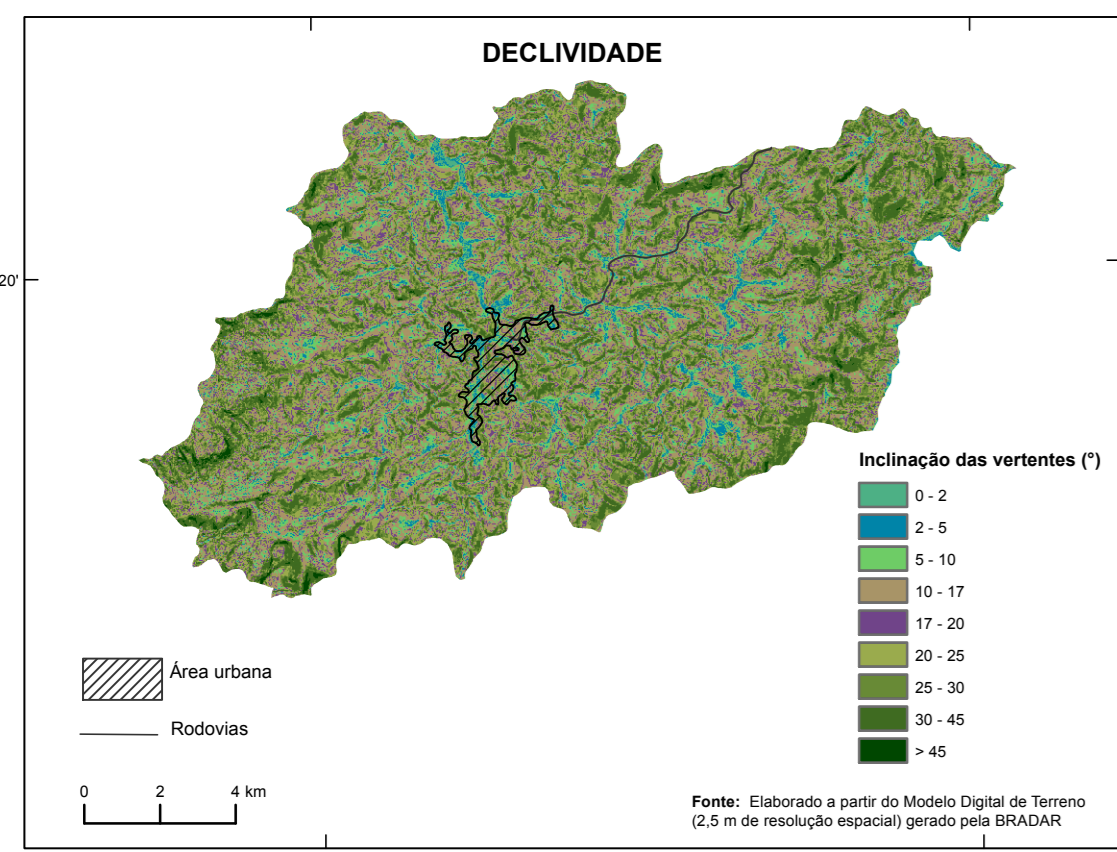 DECLIVIDADE
20'
Inclinação das vertentes (°)
0 - 2
2 - 5
5 - 10
10 - 17
17 - 20
20 - 25
25 - 30
30 - 45
> 45
Área urbana
Rodovias
0 2 4 km
Fonte: Elaborado a partir do Modelo Digital de Terreno
(2,5 m de resolução espacial) gerado pela BRADAR